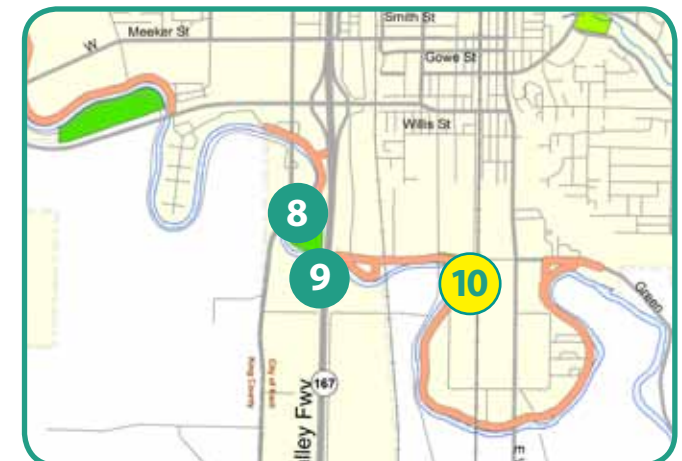 Smith St
W Meeker St
Gowe St
Willis St
8
9
10
Green
City of Kent
King County
167
lley Fwy
E